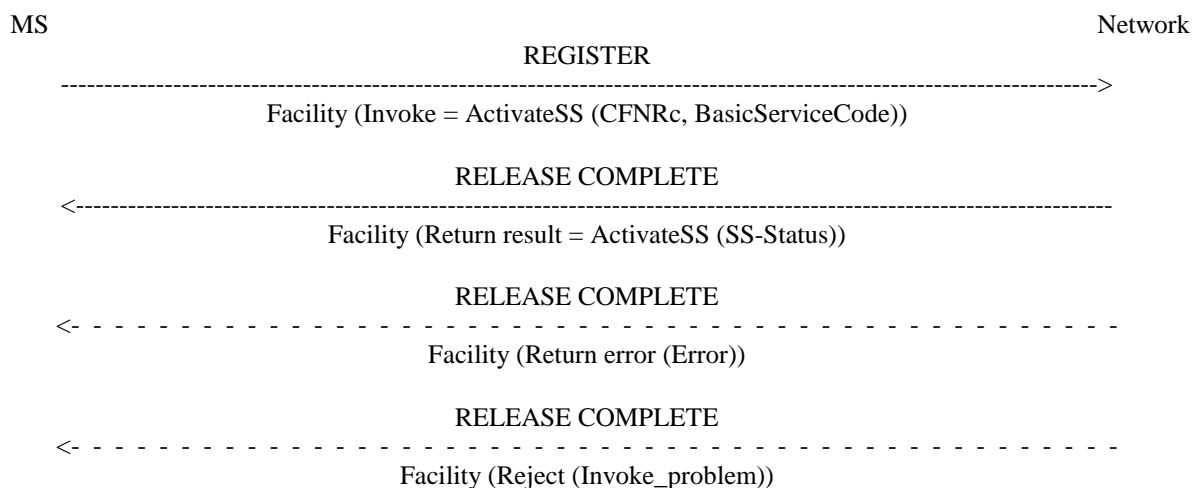 MS Network
REGISTER
Facility (Invoke = ActivateSS (CFNRc, BasicServiceCode))
RELEASE COMPLETE
Facility (Return result = ActivateSS (SS-Status))
RELEASE COMPLETE
Facility (Return error (Error))
RELEASE COMPLETE
Facility (Reject (Invoke_problem))